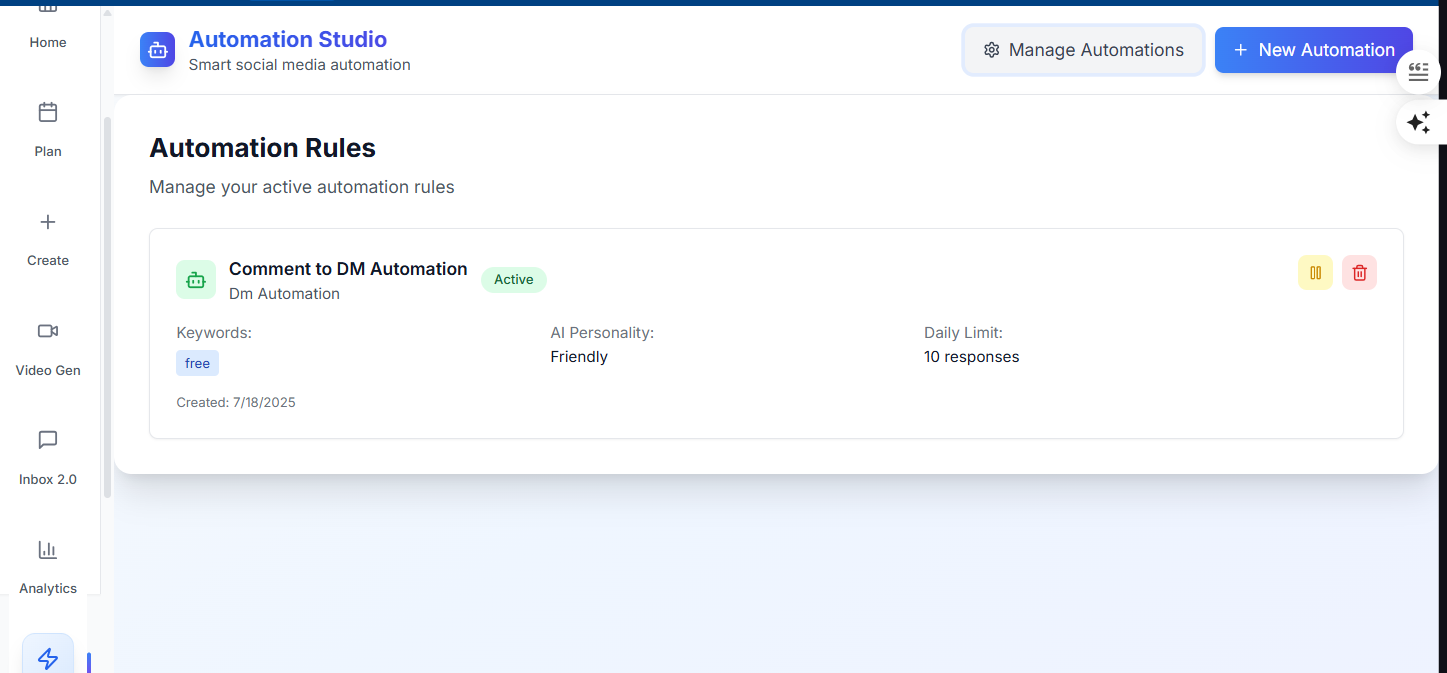 Home
Plan
Create
Video Gen
Inbox 2.0
Analytics
Automation Studio
Smart social media automation
Manage Automations
New Automation
Automation Rules
Manage your active automation rules
Comment to DM Automation
Active
Dm Automation
Keywords:
free
AI Personality:
Friendly
Daily Limit:
10 responses
Created: 7/18/2025